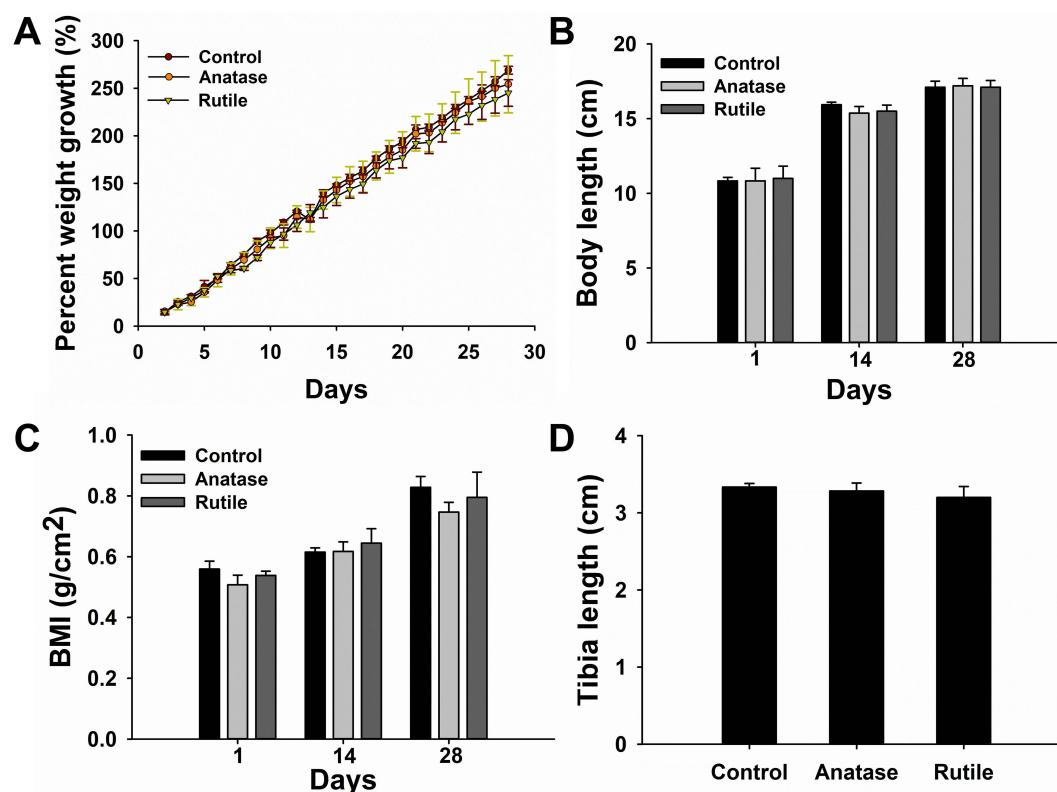 A
Percent weight growth (%)
300
250
200
150
100
50
0
Control
Anatase
Rutile
0 5 10 15 20 25 30
Days
B
Body length (cm)
20
15
10
5
0
Control
Anatase
Rutile
1 14 28
Days
C
BMI (g/cm2)
1.0
0.8
0.6
0.4
0.2
0.0
Control
Anatase
Rutile
1 14 28
Days
D
Tibia length (cm)
4
3
2
1
0
Control Anatase Rutile